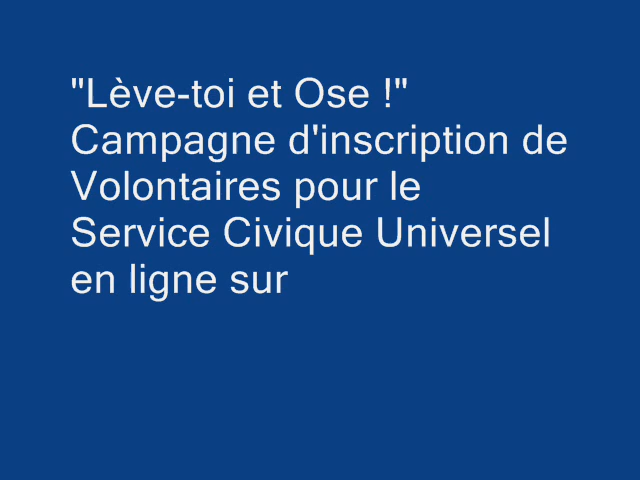 "Lève-toi et Ose !"
Campagne d'inscription de
Volontaires pour le
Service Civique Universel
en ligne sur